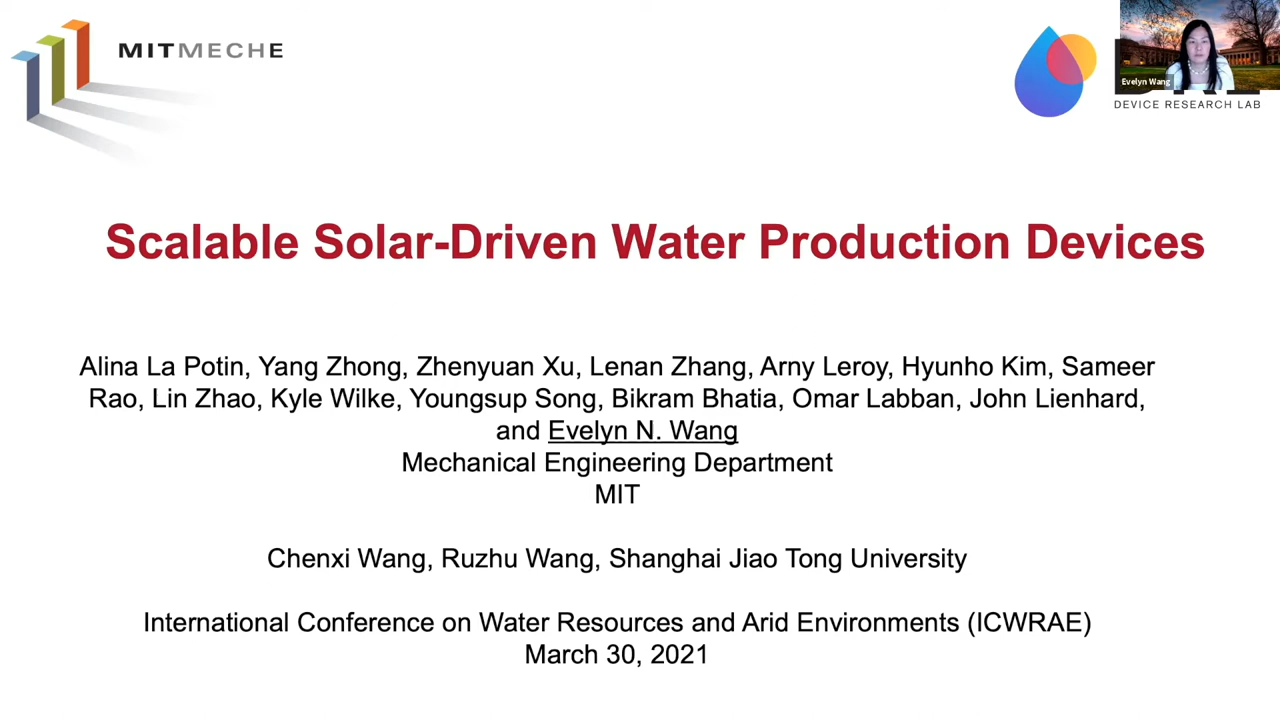 MITMECHE
Evelyn Wang
DEVICE RESEARCH LAB
Scalable Solar-Driven Water Production Devices
Alina La Potin, Yang Zhong, Zhenyuan Xu, Lenan Zhang, Arny Leroy, Hyunho Kim, Sameer
Rao, Lin Zhao, Kyle Wilke, Youngsup Song, Bikram Bhatia, Omar Labban, John Lienhard,
and Evelyn N. Wang
Mechanical Engineering Department
MIT
Chenxi Wang, Ruzhu Wang, Shanghai Jiao Tong University
International Conference on Water Resources and Arid Environments (ICWRAE)
March 30, 2021